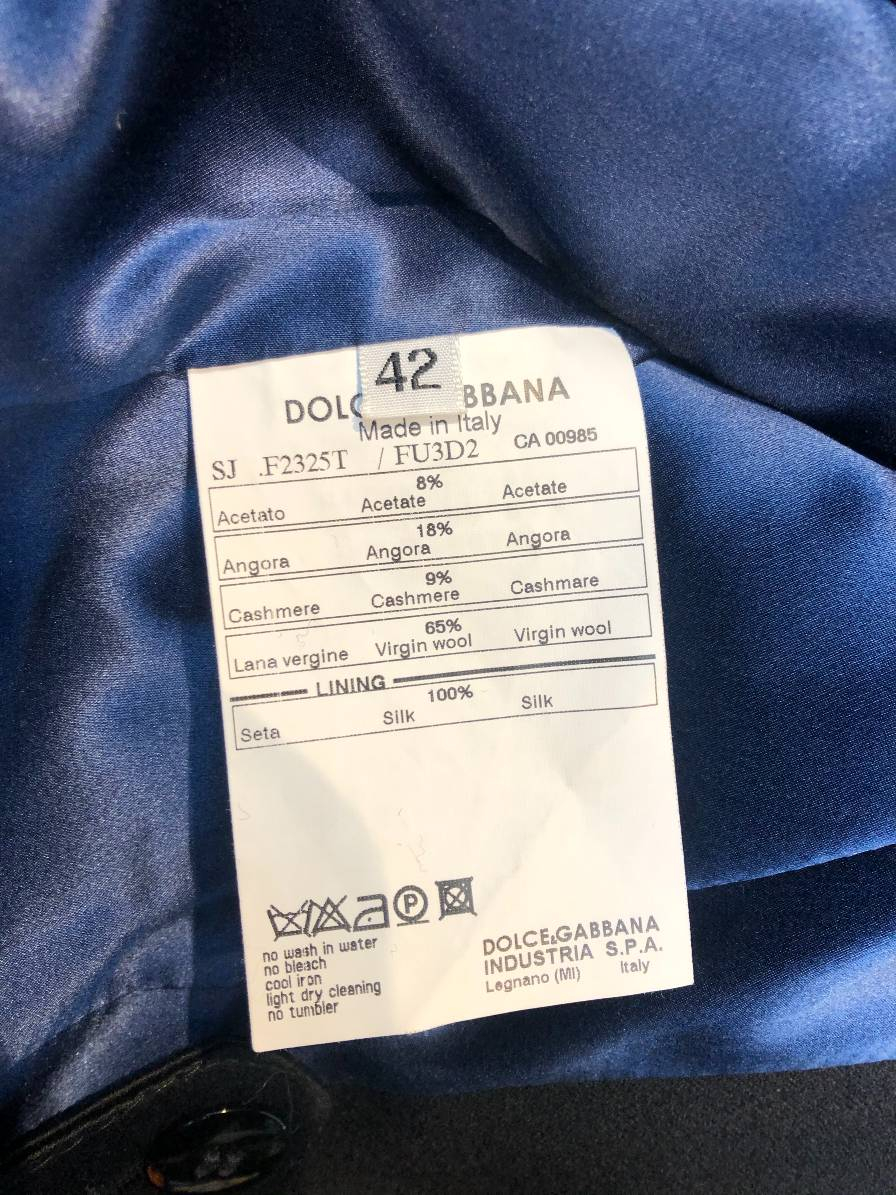 42
DOLC BBANA
Made in Italy
SJ .F2325T / FU3D2 CA 00985
8%
Acetato Acetate Acetate
18%
Angora Angora Angora
9%
Cashmere Cashmere Cashmare
65%
Lana vergine Virgin wool Virgin wool
LINING
100%
Seta Silk Silk
P
no wash in water
no bleach
cool iron
light dry cleaning
no tumbler
DOLCE&GABBANA
INDUSTRIA S.P.A.
Legnano (MI) Italy